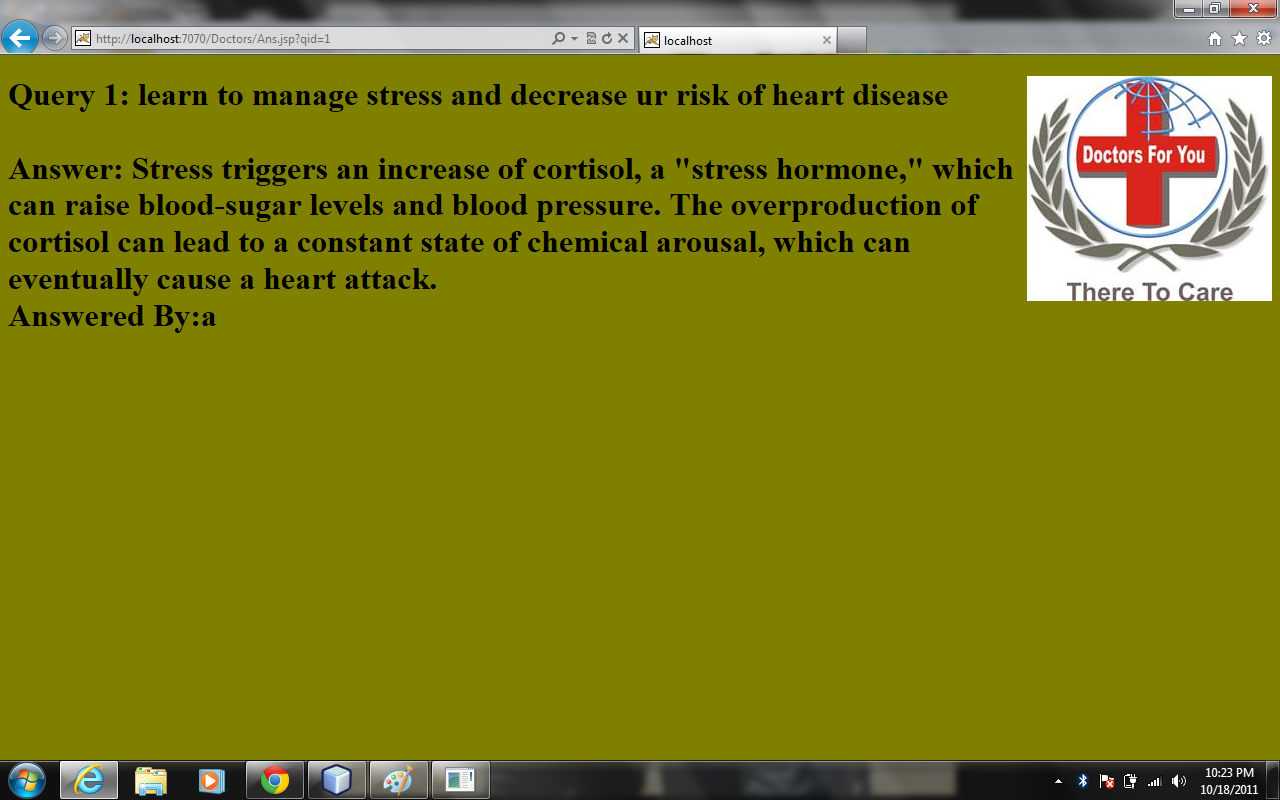 http://localhost:7070/Doctors/Ans.jsp?qid=1
localhost
Query 1: learn to manage stress and decrease ur risk of heart disease
Answer: Stress triggers an increase of cortisol, a "stress hormone," which
can raise blood-sugar levels and blood pressure. The overproduction of
cortisol can lead to a constant state of chemical arousal, which can
eventually cause a heart attack.
Answered By:a
Doctors For You
There To Care
10:23 PM
10/18/2011